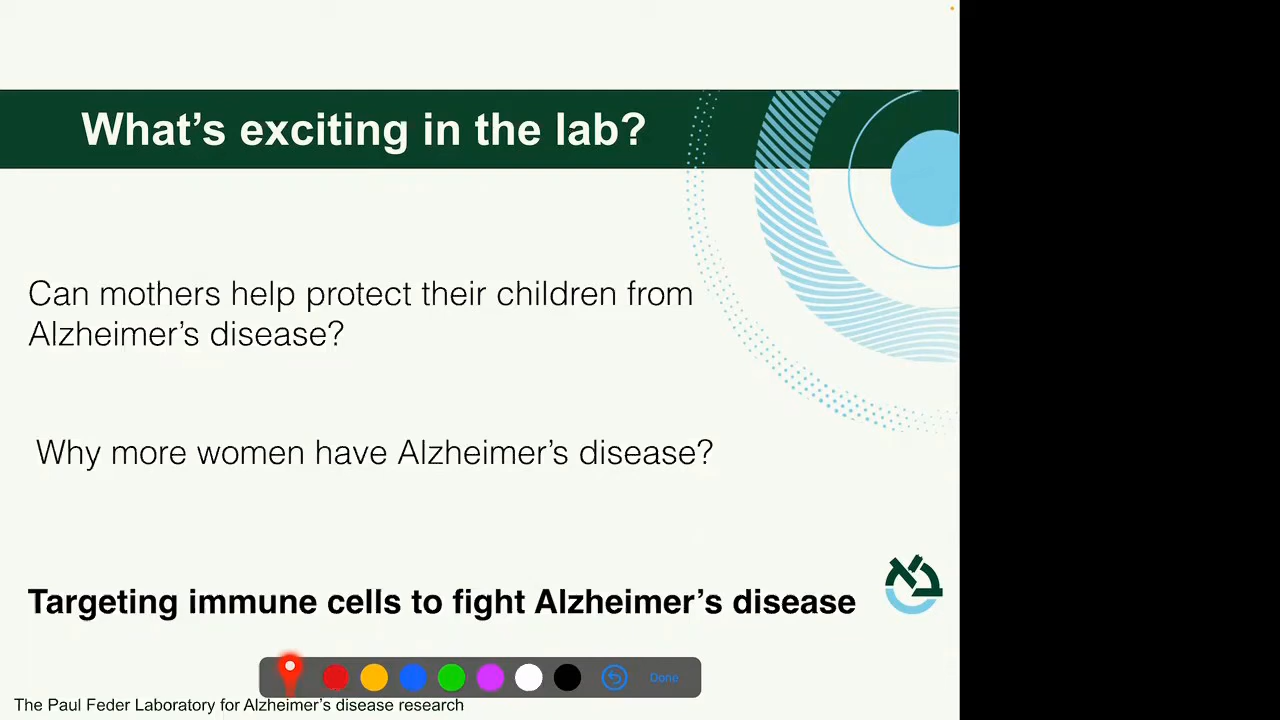 What’s exciting in the lab?
Can mothers help protect their children from
Alzheimer’s disease?
Why more women have Alzheimer’s disease?
Targeting immune cells to fight Alzheimer’s disease
Done
The Paul Feder Laboratory for Alzheimer’s disease research